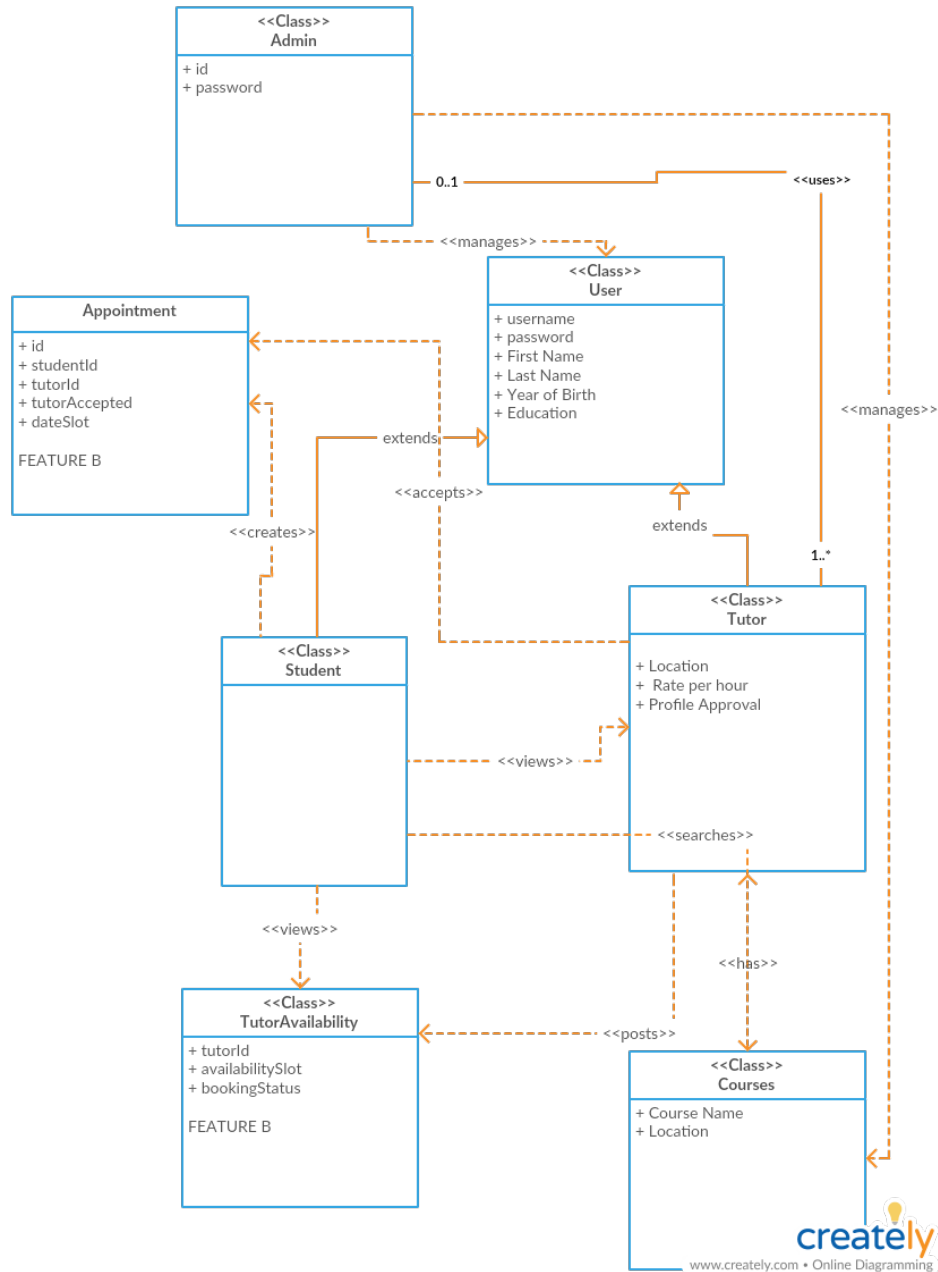 <<Class>>
Admin
+ id
+ password
0..1
<<uses>>
<<manages>>
<<Class>>
User
+ username
+ password
+ First Name
+ Last Name
+ Year of Birth
+ Education
Appointment
+ id
+ studentId
+ tutorId
+ tutorAccepted
+ dateSlot
FEATURE B
<<manages>>
extends
<<accepts>>
<<creates>>
extends
1..*
<<Class>>
Tutor
+ Location
+ Rate per hour
+ Profile Approval
<<Class>>
Student
<<views>>
<<searches>>
<<views>>
<<has>>
<<Class>>
TutorAvailability
+ tutorId
+ availabilitySlot
+ bookingStatus
FEATURE B
<<posts>>
<<Class>>
Courses
+ Course Name
+ Location
creately
www.creately.com • Online Diagramming